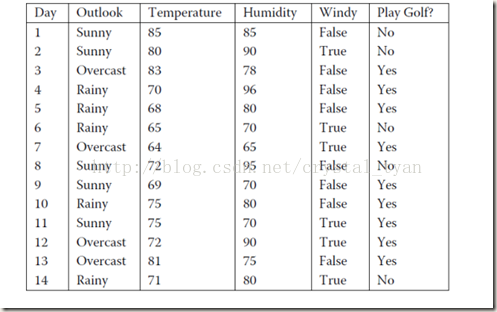 Day Outlook Temperature Humidity Windy Play Golf?
1 Sunny 85 85 False No
2 Sunny 80 90 True No
3 Overcast 83 78 False Yes
4 Rainy 70 96 False Yes
5 Rainy 68 80 False Yes
6 Rainy 65 70 True No
7 Overcast 64 65 True Yes
8 Sunny 72 95 False No
http://blog.csdn.net/crystal_ryan
9 Sunny 69 70 False Yes
10 Rainy 75 80 False Yes
11 Sunny 75 70 True Yes
12 Overcast 72 90 True Yes
13 Overcast 81 75 False Yes
14 Rainy 71 80 True No